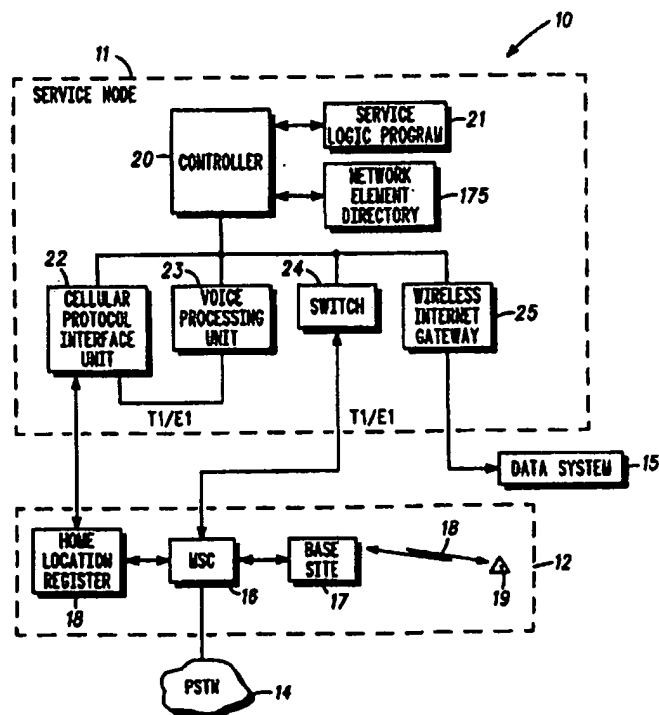 10
11
SERVICE NODE
20
CONTROLLER
SERVICE
LOGIC PROGRAM
21
NETWORK
ELEMENT
DIRECTORY
175
22
CELLULAR
PROTOCOL
INTERFACE
UNIT
23
VOICE
PROCESSING
UNIT
24
SWITCH
WIRELESS
INTERNET
GATEWAY
25
T1/E1
T1/E1
DATA SYSTEM
15
HOME
LOCATION
REGISTER
18
MSC
16
BASE
SITE
17
18
19
12
PSTN
14